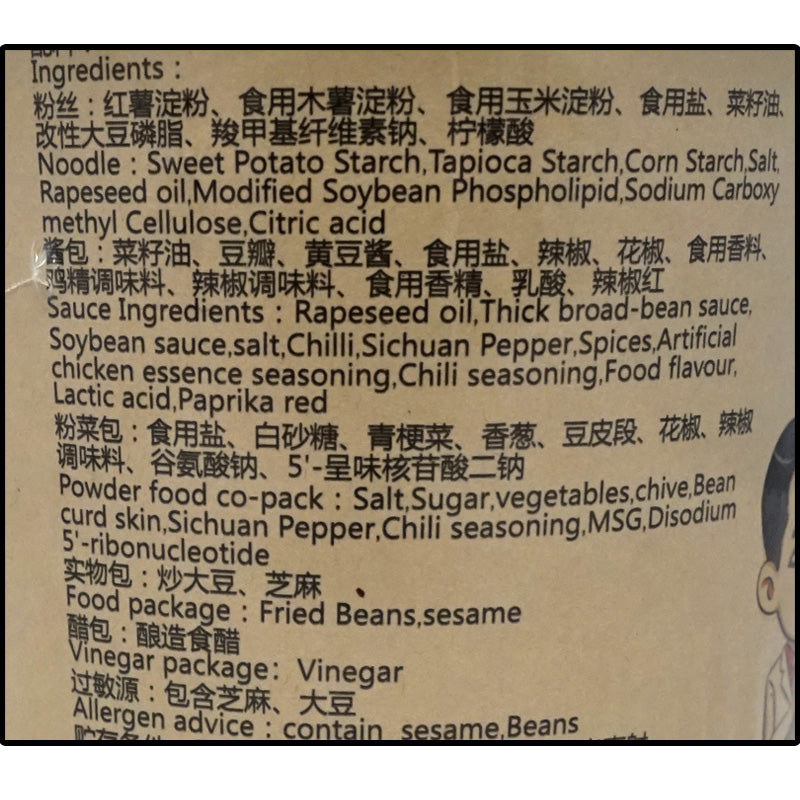 Ingredients：
粉丝：红薯淀粉、食用木薯淀粉、食用玉米淀粉、食用盐、菜籽油、
改性大豆磷脂、羧甲基纤维素钠、柠檬酸
Noodle：Sweet Potato Starch,Tapioca Starch,Corn Starch,Salt,
Rapeseed oil,Modified Soybean Phospholipid,Sodium Carboxy
methyl Cellulose,Citric acid
酱包：菜籽油、豆瓣、黄豆酱、食用盐、辣椒、花椒、食用香料、
鸡精调味料、辣椒调味料、食用香精、乳酸、辣椒红
Sauce Ingredients：Rapeseed oil,Thick broad-bean sauce,
Soybean sauce,salt,Chilli,Sichuan Pepper,Spices,Artificial
chicken essence seasoning,Chili seasoning,Food flavour,
Lactic acid,Paprika red
粉菜包：食用盐、白砂糖、青梗菜、香葱、豆皮段、花椒、辣椒
调味料、谷氨酸钠、5'-呈味核苷酸二钠
Powder food co-pack：Salt,Sugar,vegetables,chive,Bean
curd skin,Sichuan Pepper,Chili seasoning,MSG,Disodium
5'-ribonucleotide
实物包：炒大豆、芝麻
Food package：Fried Beans,sesame
醋包：酿造食醋
Vinegar package：Vinegar
过敏源：包含芝麻、大豆
Allergen advice：contain sesame,Beans